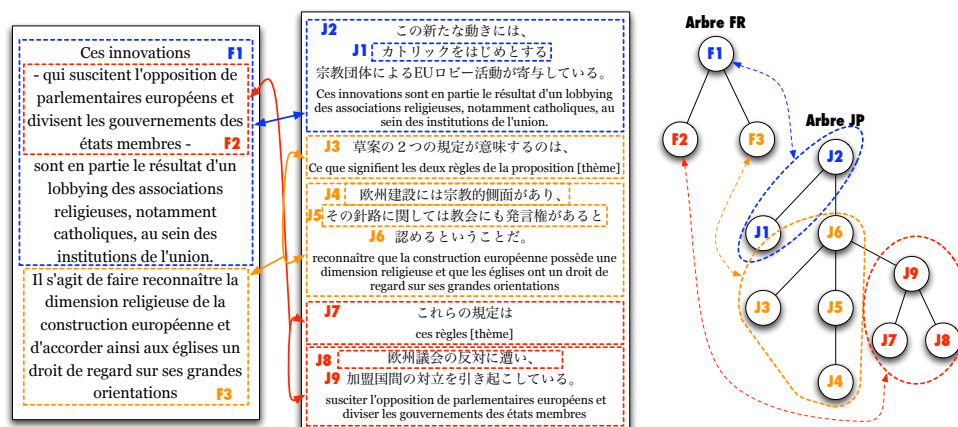 Ces innovations F1
- qui suscitent l'opposition de
parlementaires européens et
divisent les gouvernements des
états membres - F2
sont en partie le résultat d'un
lobbying des associations
religieuses, notamment
catholiques, au sein des
institutions de l'union.
Il s'agit de faire reconnaître la
dimension religieuse de la
construction européenne et
d'accorder ainsi aux églises un
droit de regard sur ses grandes
orientations F3
J2 この新たな動きには、
J1 カトリックをはじめとする
宗教団体によるEUロビー活動が寄与している。
Ces innovations sont en partie le résultat d'un lobbying
des associations religieuses, notamment catholiques, au
sein des institutions de l'union.
J3 草案の2つの規定が意味するのは、
Ce que signifient les deux règles de la proposition [thème]
J4 欧州建設には宗教的側面があり、
J5 その針路に関しては教会にも発言権があると
J6 認めるということだ。
reconnaître que la construction européenne possède une
dimension religieuse et que les églises ont un droit de
regard sur ses grandes orientations
J7 これらの規定は
ces règles [thème]
J8 欧州議会の反対に遭い、
J9 加盟国間の対立を引き起こしている。
susciter l'opposition de parlementaires européens et
diviser les gouvernements des états membres
Arbre FR
F1
F2
F3
Arbre JP
J2
J1
J6
J9
J3
J5
J7
J8
J4